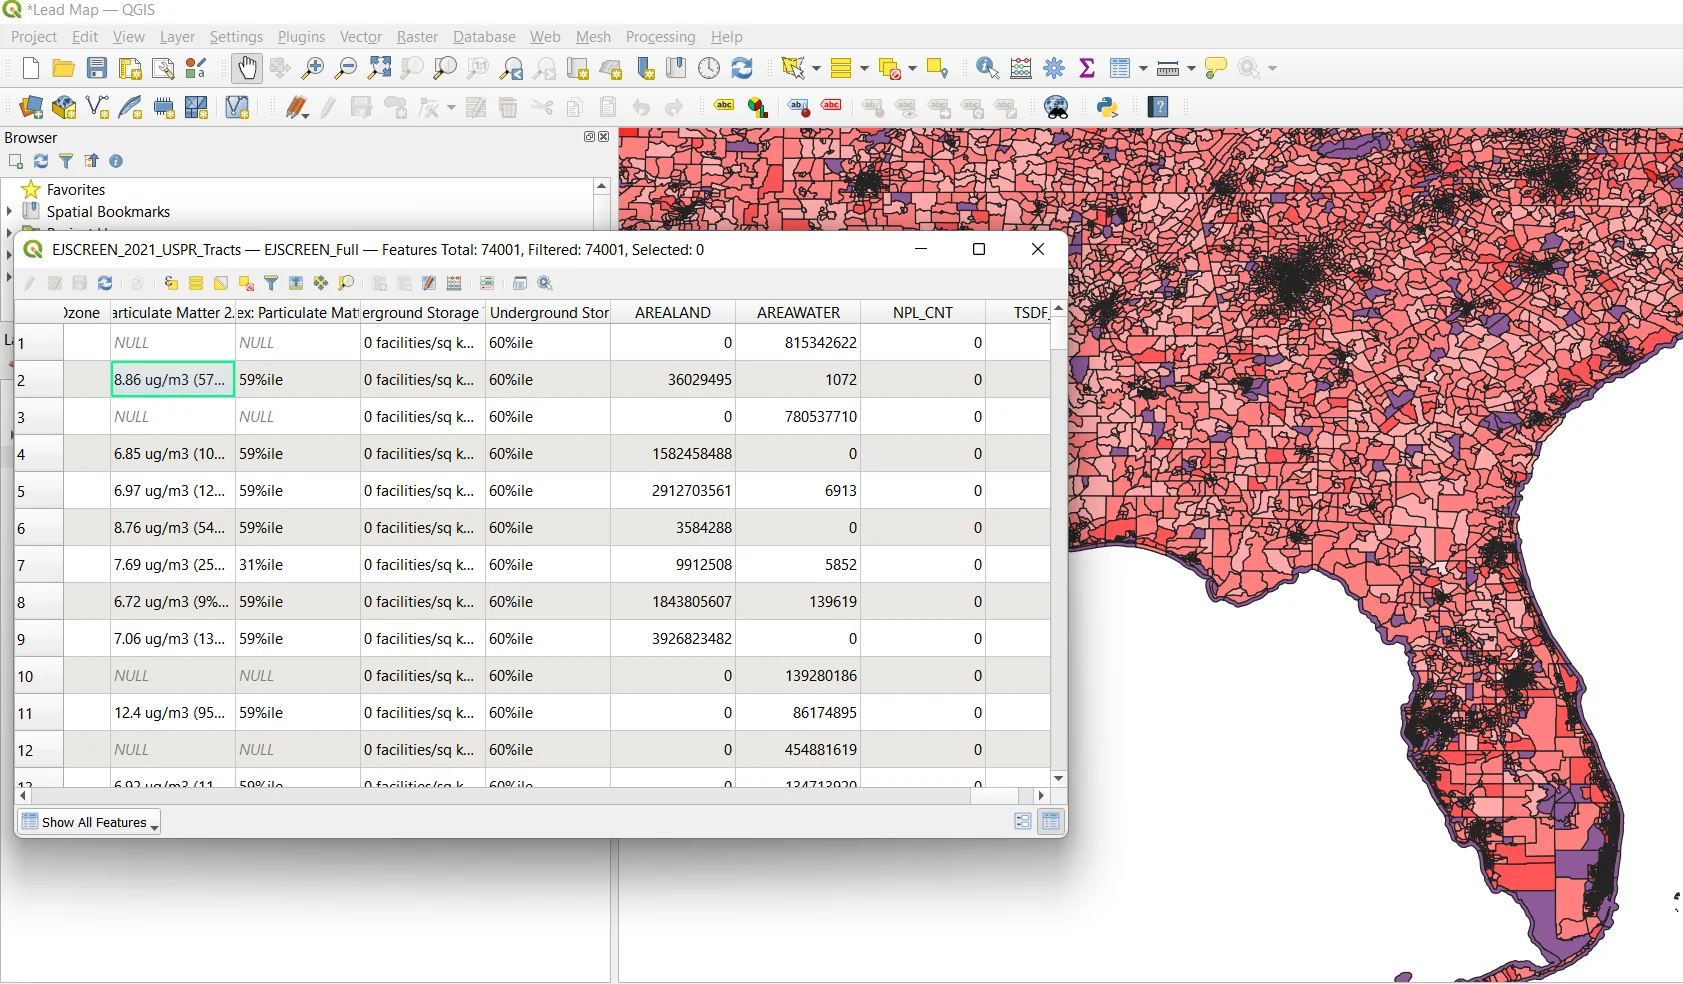 *Lead Map — QGIS
Project Edit View Layer Settings Plugins Vector Raster Database Web Mesh Processing Help
Browser
Favorites
Spatial Bookmarks
EJSCREEN_2021_USPR_Tracts — EJSCREEN_Full — Features Total: 74001, Filtered: 74001, Selected: 0
Ozone articulate Matter 2. ex: Particulate Matt erground Storage Underground Stor AREALAND AREAWATER NPL_CNT TSDF_
1 NULL NULL 0 facilities/sq k... 60%ile 0 815342622 0
2 8.86 ug/m3 (57... 59%ile 0 facilities/sq k... 60%ile 36029495 1072 0
3 NULL NULL 0 facilities/sq k... 60%ile 0 780537710 0
4 6.85 ug/m3 (10... 59%ile 0 facilities/sq k... 60%ile 1582458488 0 0
5 6.97 ug/m3 (12... 59%ile 0 facilities/sq k... 60%ile 2912703561 6913 0
6 8.76 ug/m3 (54... 59%ile 0 facilities/sq k... 60%ile 3584288 0 0
7 7.69 ug/m3 (25... 31%ile 0 facilities/sq k... 60%ile 9912508 5852 0
8 6.72 ug/m3 (9%... 59%ile 0 facilities/sq k... 60%ile 1843805607 139619 0
9 7.06 ug/m3 (13... 59%ile 0 facilities/sq k... 60%ile 3926823482 0 0
10 NULL NULL 0 facilities/sq k... 60%ile 0 139280186 0
11 12.4 ug/m3 (95... 59%ile 0 facilities/sq k... 60%ile 0 86174895 0
12 NULL NULL 0 facilities/sq k... 60%ile 0 454881619 0
13 6.92 ug/m3 (11... 59%ile 0 facilities/sq k... 60%ile 0 134713920 0
Show All Features